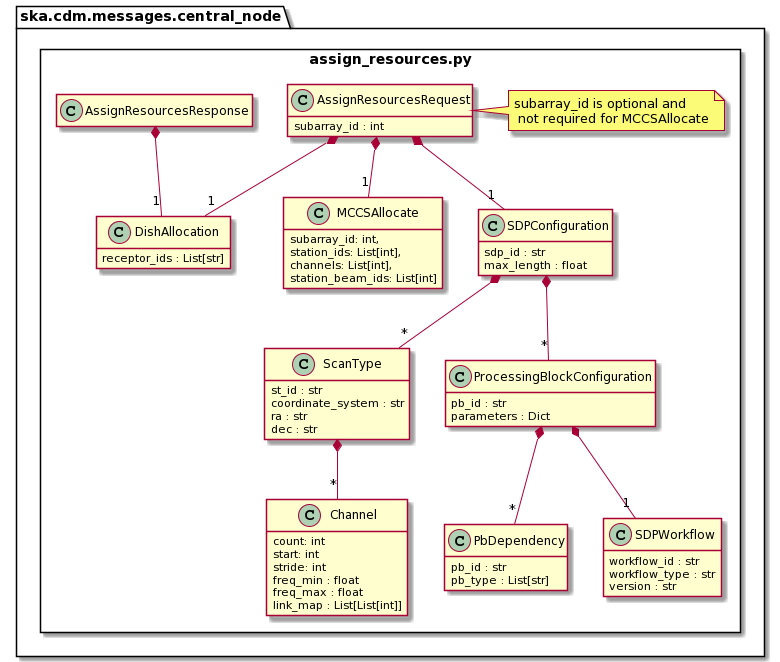 ska.cdm.messages.central_node
assign_resources.py
C AssignResourcesResponse
C AssignResourcesRequest
subarray_id : int
subarray_id is optional and
not required for MCCSAllocate
1
1
1
1
C DishAllocation
receptor_ids : List[str]
C MCCSAllocate
subarray_id: int,
station_ids: List[int],
channels: List[int],
station_beam_ids: List[int]
C SDPConfiguration
sdp_id : str
max_length : float
*
*
C ScanType
st_id : str
coordinate_system : str
ra : str
dec : str
C ProcessingBlockConfiguration
pb_id : str
parameters : Dict
*
*
1
C Channel
count: int
start: int
stride: int
freq_min : float
freq_max : float
link_map : List[List[int]]
C PbDependency
pb_id : str
pb_type : List[str]
C SDPWorkflow
workflow_id : str
workflow_type : str
version : str